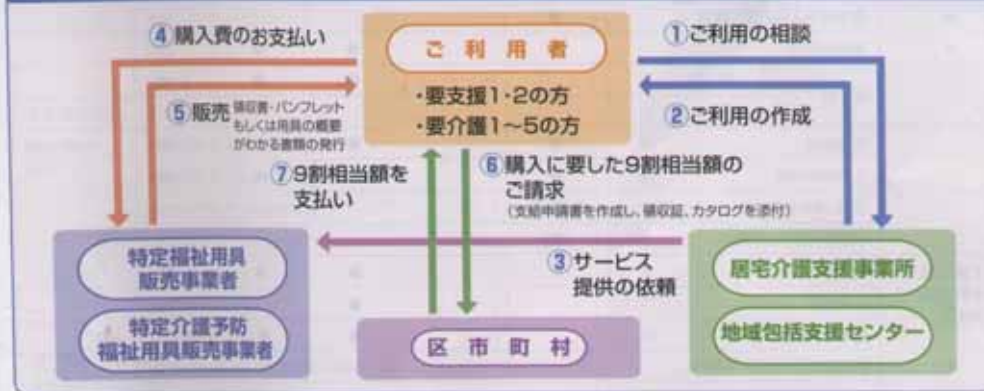 ④購入費のお支払い
ご利用者
①ご利用の相談
・要支援1・2の方
・要介護1～5の方
⑤販売 領収書・パンフレット
もしくは用具の概要
がわかる書類の発行
②ご利用の作成
⑦9割相当額を
支払い
⑥購入に要した9割相当額の
ご請求
（支給申請書を作成し、領収証、カタログを添付）
特定福祉用具
販売事業者
特定介護予防
福祉用具販売事業者
③サービス
提供の依頼
居宅介護支援事業所
地域包括支援センター
区市町村